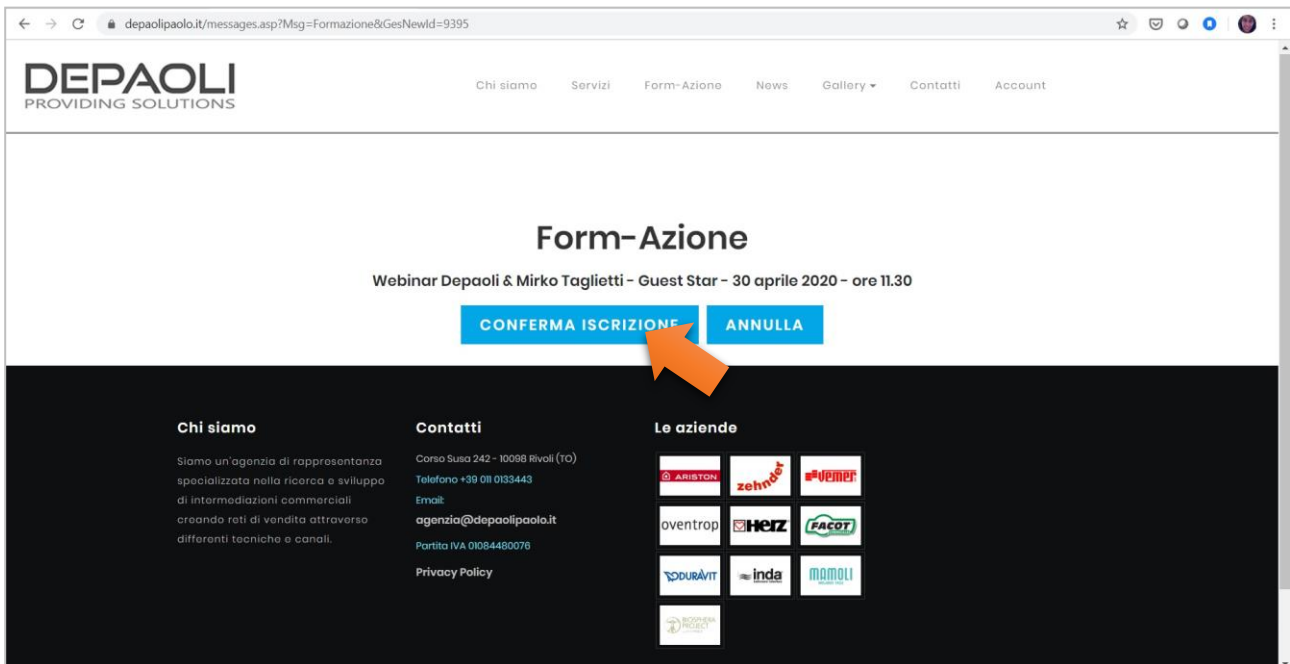 depaolipaolo.it/messages.asp?Msg=Formazione&GesNewId=9395
DEPAOLI
PROVIDING SOLUTIONS
Chi siamo Servizi Form-Azione News Gallery Contatti Account
Form-Azione
Webinar Depaoli & Mirko Taglietti - Guest Star - 30 aprile 2020 - ore 11.30
CONFERMA ISCRIZIONE ANNULLA
Chi siamo
Siamo un'agenzia di rappresentanza
specializzata nella ricerca e sviluppo
di intermediazioni commerciali
creando reti di vendita attraverso
differenti tecniche e canali.
Contatti
Corso Susa 242 - 10098 Rivoli (TO)
Telefono +39 011 0133443
Email:
agenzia@depaolipaolo.it
Partita IVA 01084480076
Privacy Policy
Le aziende
ARISTON zehnder vemer
oventrop HERZ FACOT
DURAVIT inda MAMOLI
BIOSPHERA
PROJECT